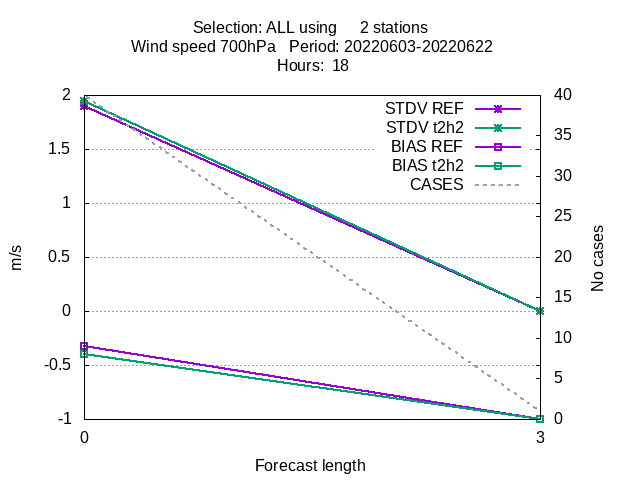 Selection: ALL using 2 stations
Wind speed 700hPa Period: 20220603-20220622
Hours: 18
STDV REF
STDV t2h2
BIAS REF
BIAS t2h2
CASES
2
1.5
1
0.5
0
-0.5
-1
m/s
40
35
30
25
20
15
10
5
0
No cases
0 3
Forecast length